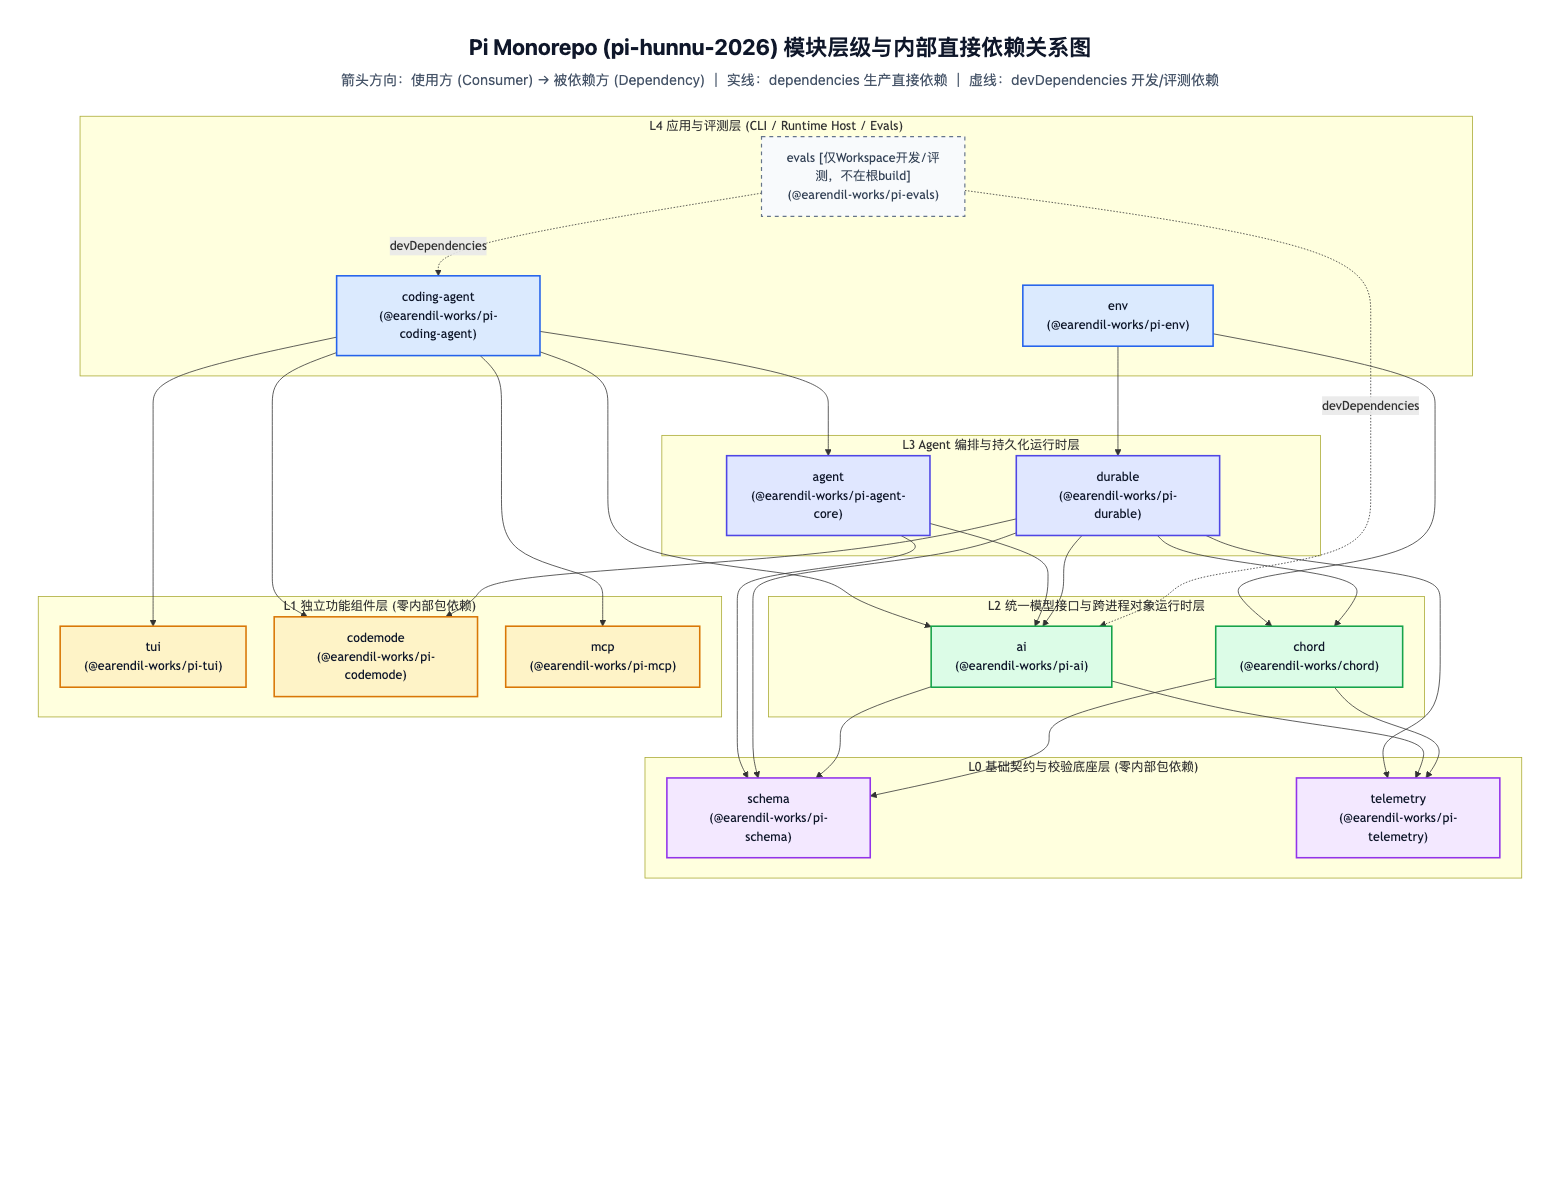 Pi Monorepo (pi-hunnu-2026) 模块层级与内部直接依赖关系图
箭头方向：使用方 (Consumer) → 被依赖方 (Dependency) | 实线：dependencies 生产直接依赖 | 虚线：devDependencies 开发/评测依赖
L4 应用与评测层 (CLI / Runtime Host / Evals)
evals [仅Workspace开发/评
测，不在根build]
(@earendil-works/pi-evals)
devDependencies
coding-agent
(@earendil-works/pi-
coding-agent)
env
(@earendil-works/pi-env)
devDependencies
L3 Agent 编排与持久化运行时层
agent
(@earendil-works/pi-agent-
core)
durable
(@earendil-works/pi-
durable)
L1 独立功能组件层 (零内部包依赖)
tui
(@earendil-works/pi-tui)
codemode
(@earendil-works/pi-
codemode)
mcp
(@earendil-works/pi-mcp)
L2 统一模型接口与跨进程对象运行时层
ai
(@earendil-works/pi-ai)
chord
(@earendil-works/chord)
L0 基础契约与校验底座层 (零内部包依赖)
schema
(@earendil-works/pi-
schema)
telemetry
(@earendil-works/pi-
telemetry)